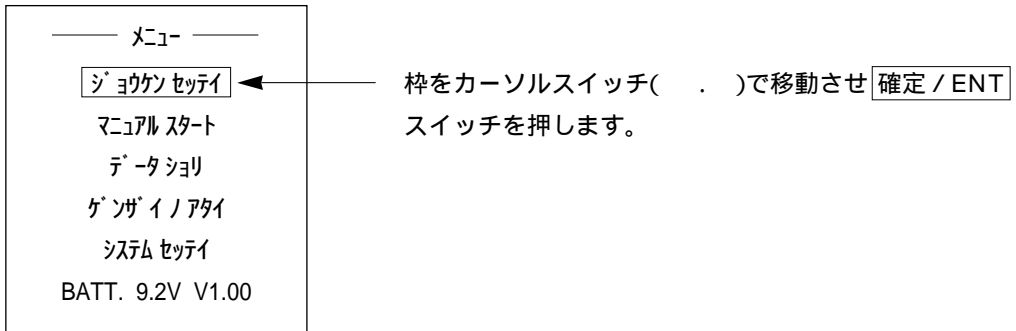 メニュー
ジョウケン セッテイ
マニュアル スタート
データ ショリ
ゲンザイ ノ アタイ
システム セッテイ
BATT. 9.2V V1.00
枠をカーソルスイッチ( . )で移動させ 確定 / ENT
スイッチを押します。